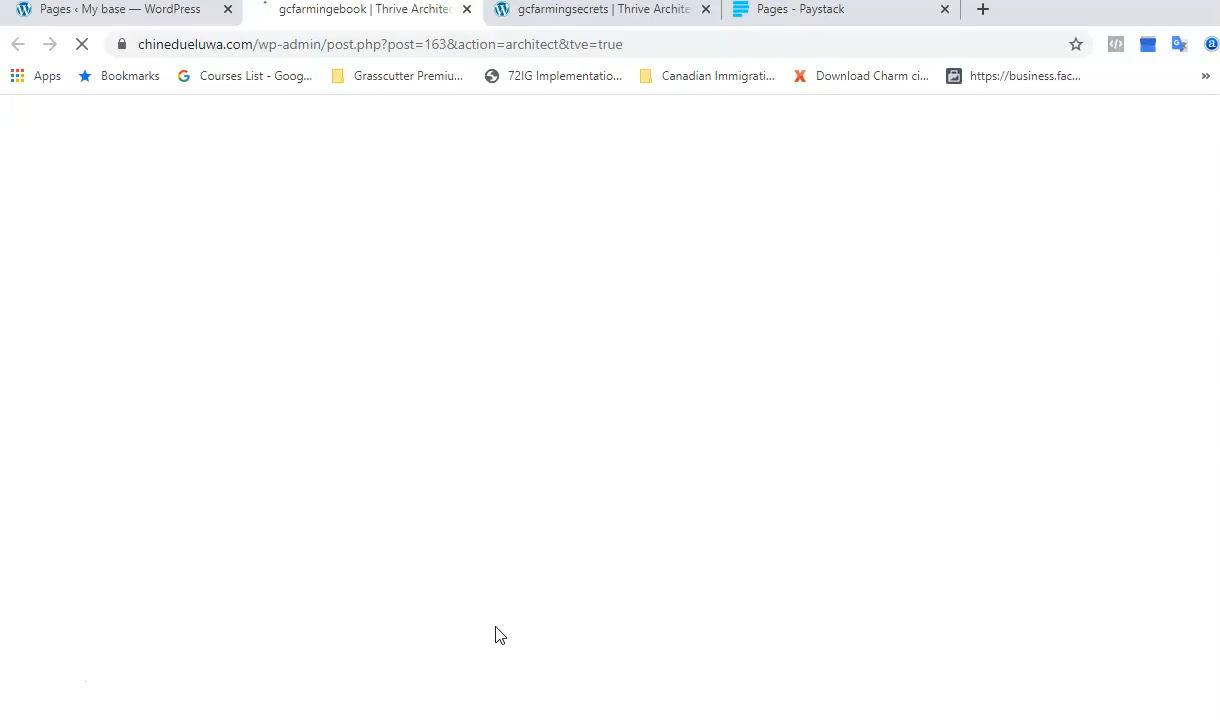 Pages ‹ My base — WordPress gcfarmingebook | Thrive Architec gcfarmingsecrets | Thrive Archite Pages - Paystack
chinedueluwa.com/wp-admin/post.php?post=163&action=architect&tve=true
Apps Bookmarks Courses List - Goog... Grasscutter Premiu... 72IG Implementatio... Canadian Immigrati... Download Charm ci... https://business.fac... »